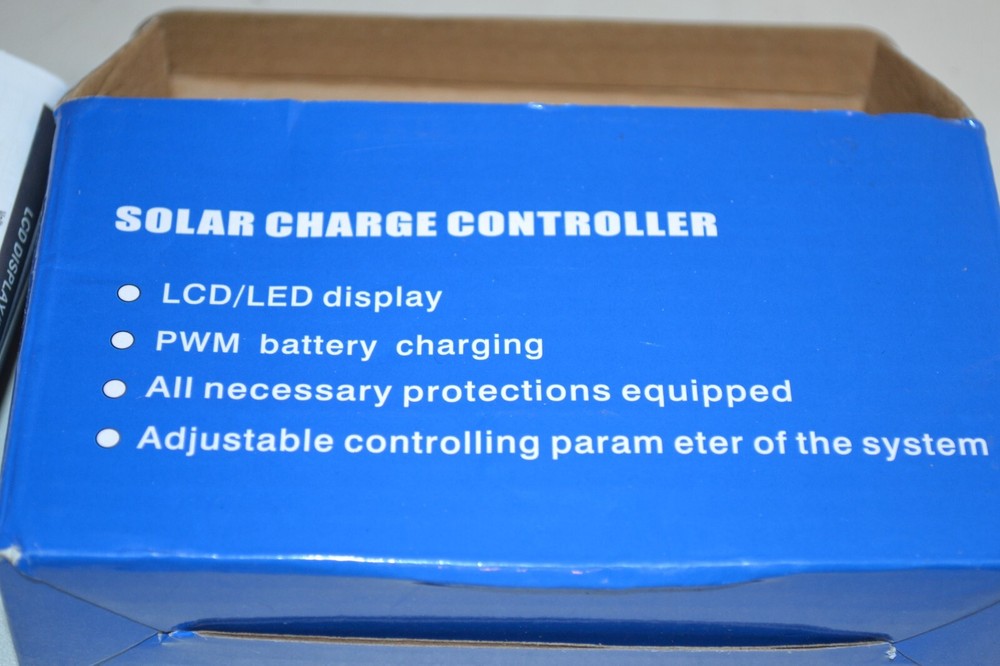 SOLAR CHARGE CONTROLLER
LCD/LED display
PWM battery charging
All necessary protections equipped
Adjustable controlling param eter of the system
LCD DISPLAY